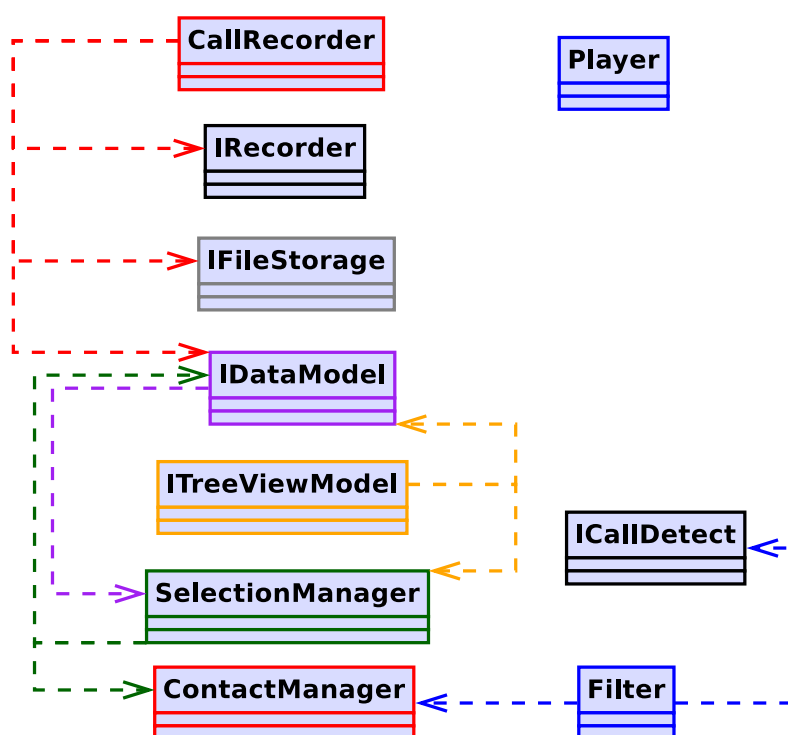 CallRecorder
Player
IRecorder
IFileStorage
IDataModel
ITreeViewModel
ICallDetect
SelectionManager
ContactManager
Filter